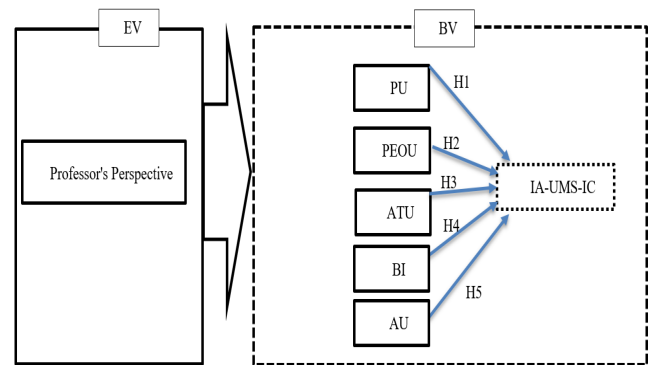 EV
BV
Professor's Perspective
PU
PEOU
ATU
BI
AU
H1
H2
H3
H4
H5
IA-UMS-IC